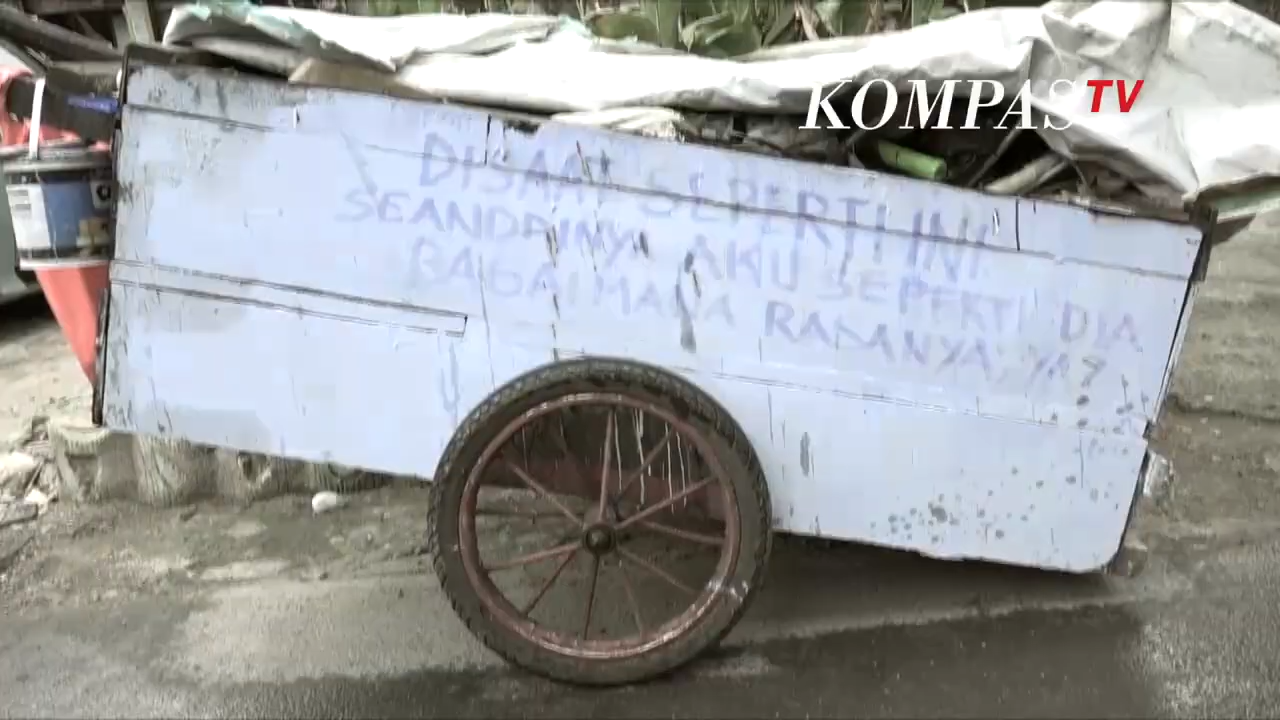 KOMPAS TV
DISAAT SEPERTI INI
SEANDAINYA AKU SEPERTI DIA
BAGAIMANA RASANYA YA?